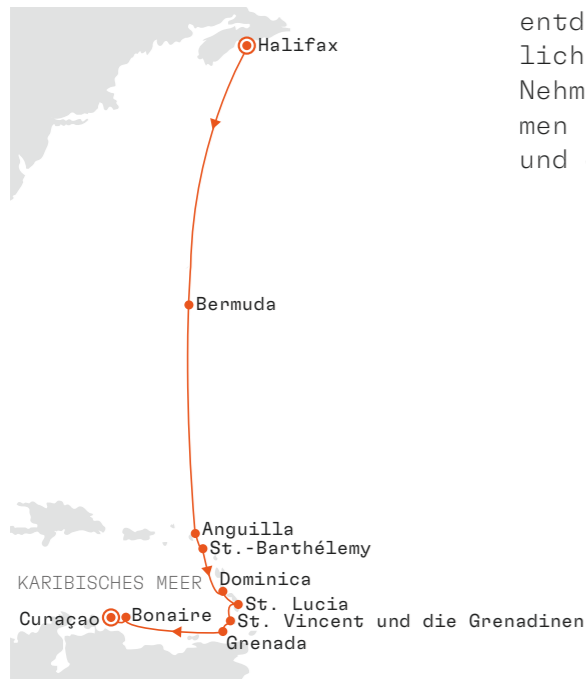 Halifax
Bermuda
Anguilla
St.-Barthélemy
KARIBISCHES MEER
Dominica
St. Lucia
Curaçao
Bonaire
St. Vincent und die Grenadinen
Grenada
entd
lich
Nehm
men
und